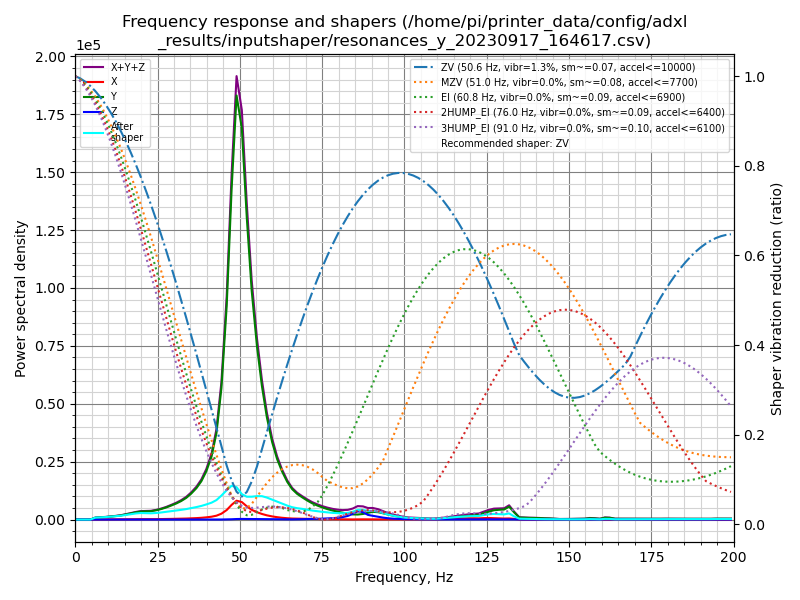 Frequency response and shapers (/home/pi/printer_data/config/adxl
_results/inputshaper/resonances_y_20230917_164617.csv)
1e5
2.00
1.75
1.50
1.25
1.00
0.75
0.50
0.25
0.00
Power spectral density
X+Y+Z
X
Y
Z
After
shaper
ZV (50.6 Hz, vibr=1.3%, sm~=0.07, accel<=10000)
MZV (51.0 Hz, vibr=0.0%, sm~=0.08, accel<=7700)
EI (60.8 Hz, vibr=0.0%, sm~=0.09, accel<=6900)
2HUMP_EI (76.0 Hz, vibr=0.0%, sm~=0.09, accel<=6400)
3HUMP_EI (91.0 Hz, vibr=0.0%, sm~=0.10, accel<=6100)
Recommended shaper: ZV
1.0
0.8
0.6
0.4
0.2
0.0
Shaper vibration reduction (ratio)
0 25 50 75 100 125 150 175 200
Frequency, Hz